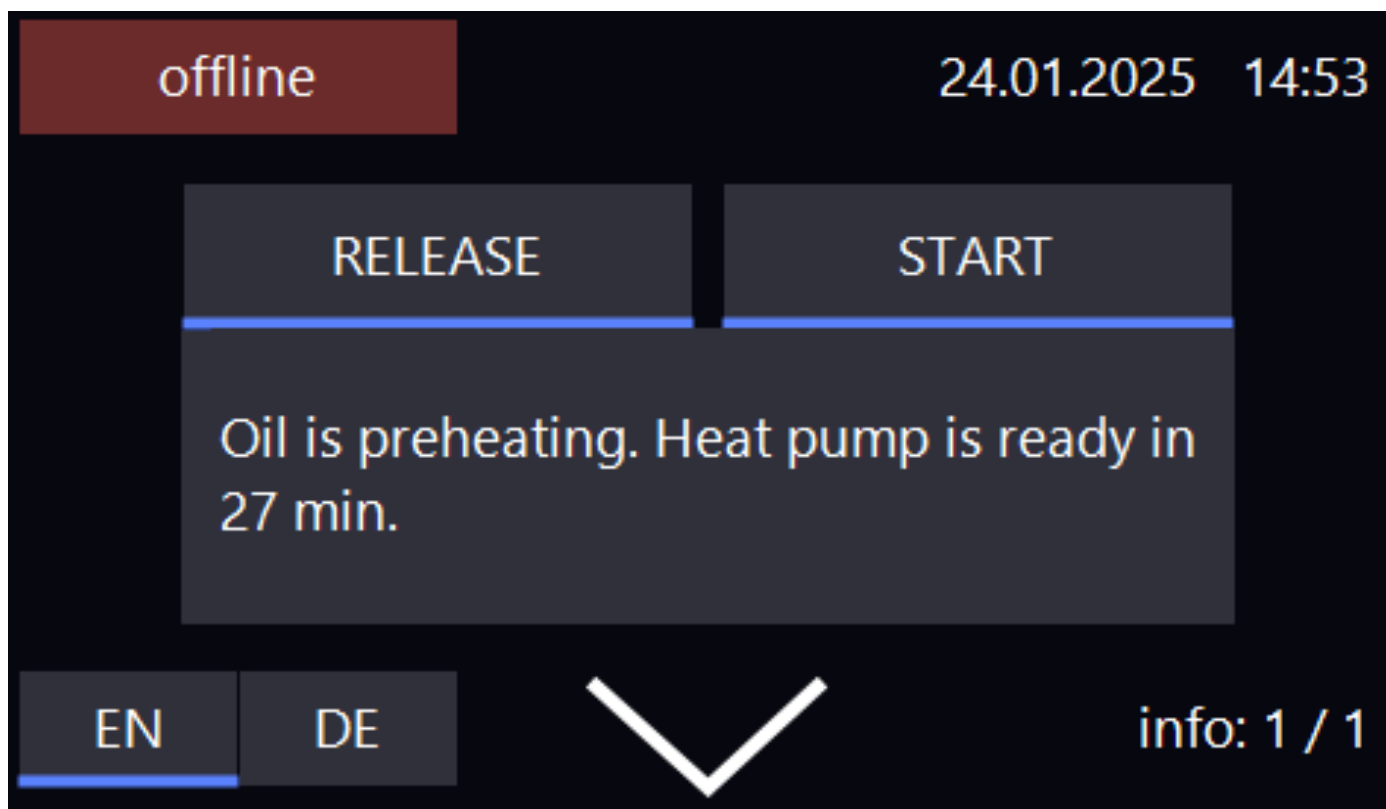 offline
24.01.2025 14:53
RELEASE
START
Oil is preheating. Heat pump is ready in
27 min.
EN
DE
info: 1 / 1